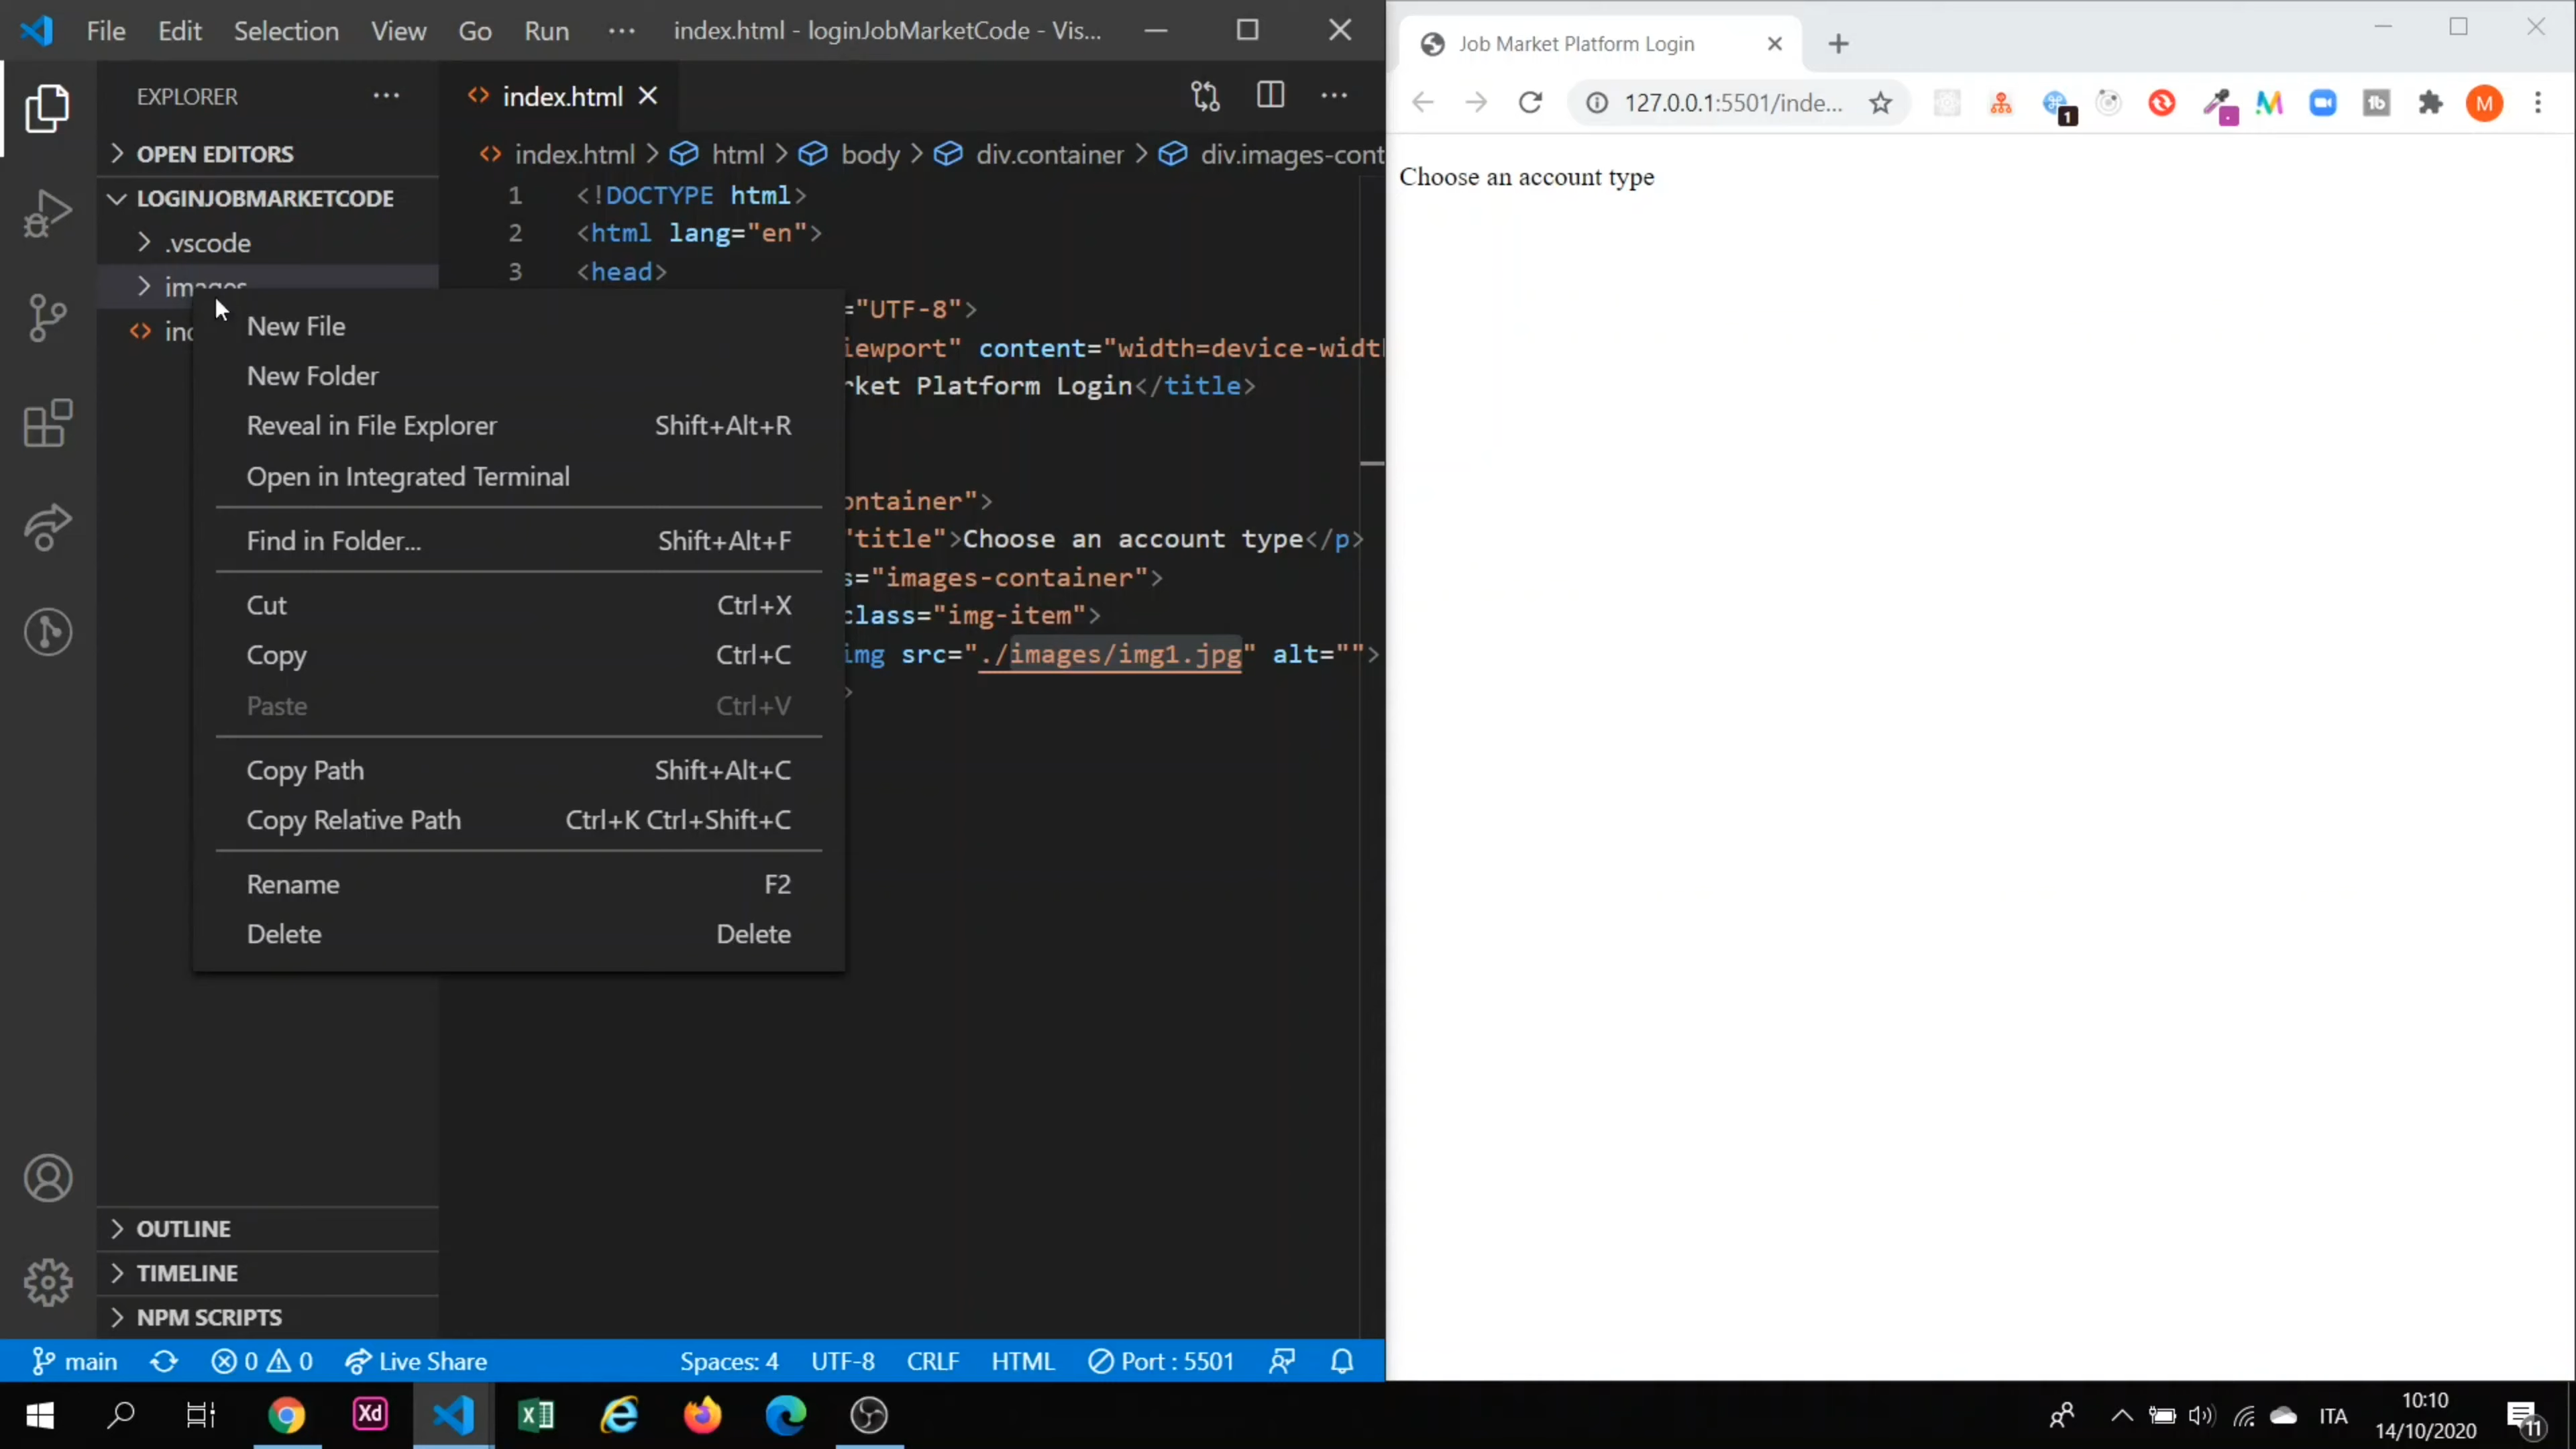 File Edit Selection View Go Run ··· index.html - loginJobMarketCode - Vis...
EXPLORER ···
OPEN EDITORS
LOGINJOBMARKETCODE
.vscode
images
OUTLINE
TIMELINE
NPM SCRIPTS
index.html
index.html > html > body > div.container > div.images-cont
1 <!DOCTYPE html>
2 <html lang="en">
3 <head>
="UTF-8">
iewport" content="width=device-widt
rket Platform Login</title>
ontainer">
"title">Choose an account type</p>
s="images-container">
class="img-item">
img src="./images/img1.jpg" alt="">
>
New File
New Folder
Reveal in File Explorer Shift+Alt+R
Open in Integrated Terminal
Find in Folder... Shift+Alt+F
Cut Ctrl+X
Copy Ctrl+C
Paste Ctrl+V
Copy Path Shift+Alt+C
Copy Relative Path Ctrl+K Ctrl+Shift+C
Rename F2
Delete Delete
main 0 0 Live Share Spaces: 4 UTF-8 CRLF HTML Port : 5501
Job Market Platform Login
127.0.0.1:5501/inde... 1 M
Choose an account type
Xd ITA 10:10
14/10/2020 11